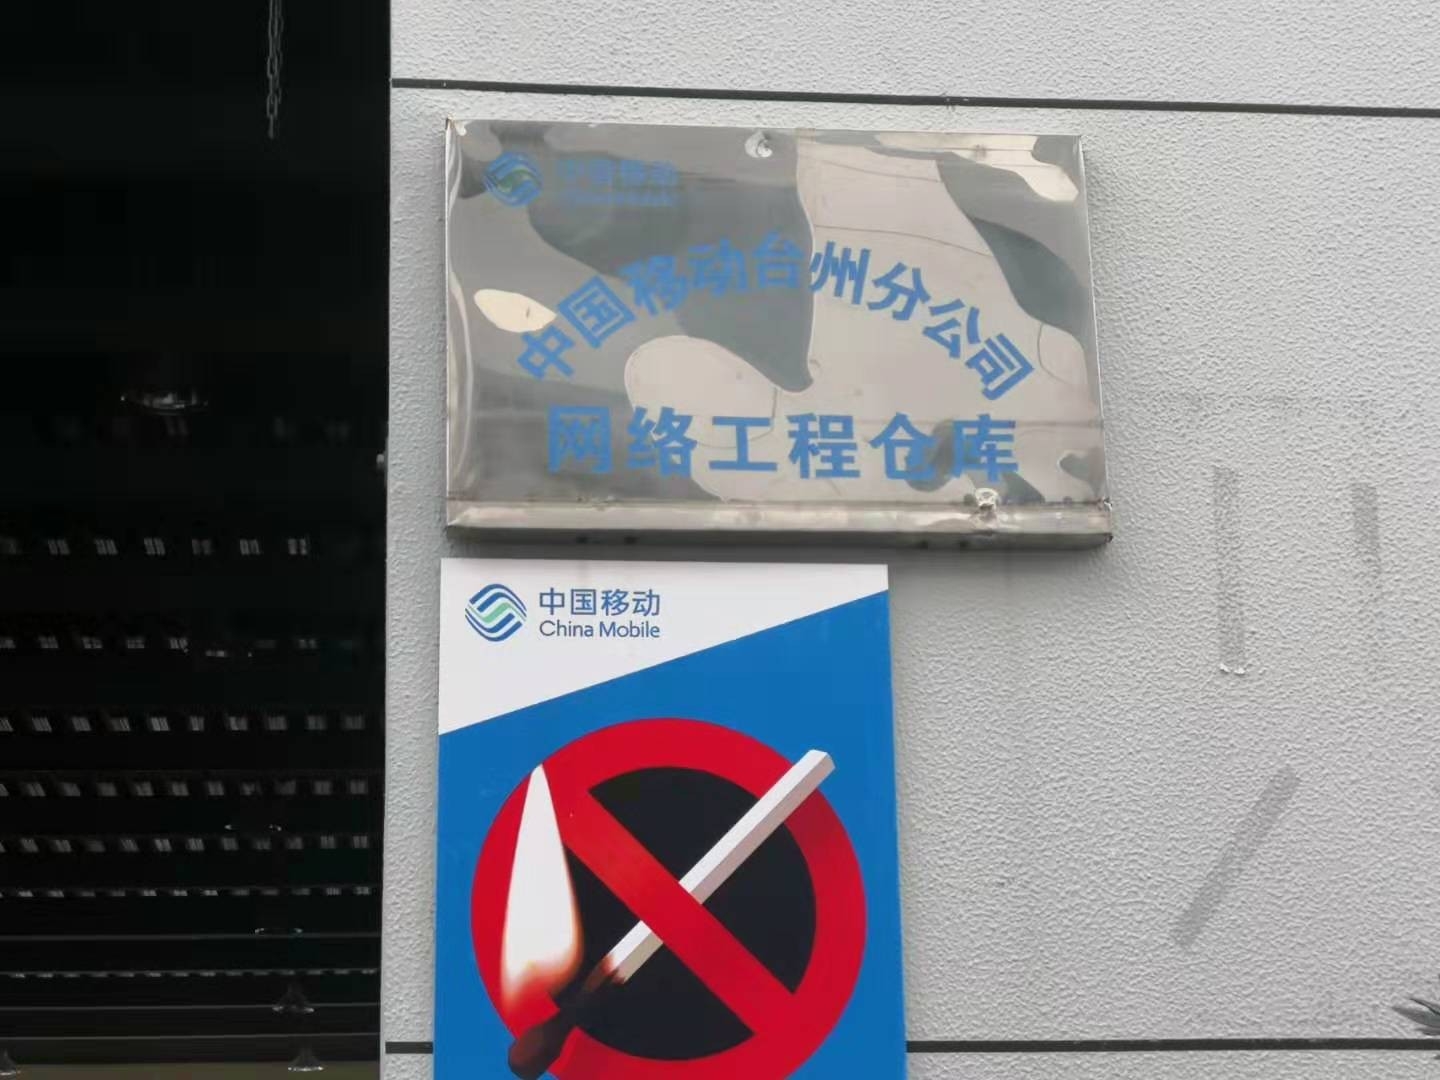 中国移动
中国移动台州分公司
网络工程仓库
中国移动
China Mobile